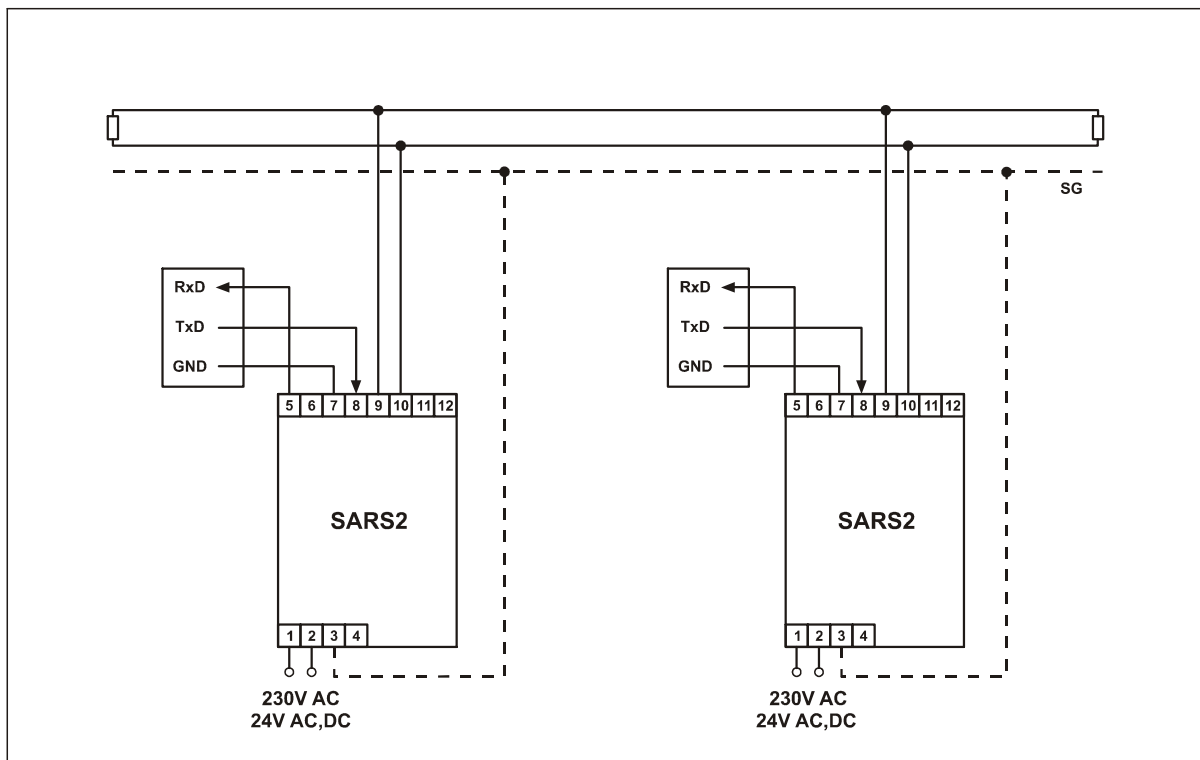 SG
RxD
TxD
GND
5 6 7 8 9 10 11 12
SARS2
1 2 3 4
230V AC
24V AC,DC
RxD
TxD
GND
5 6 7 8 9 10 11 12
SARS2
1 2 3 4
230V AC
24V AC,DC